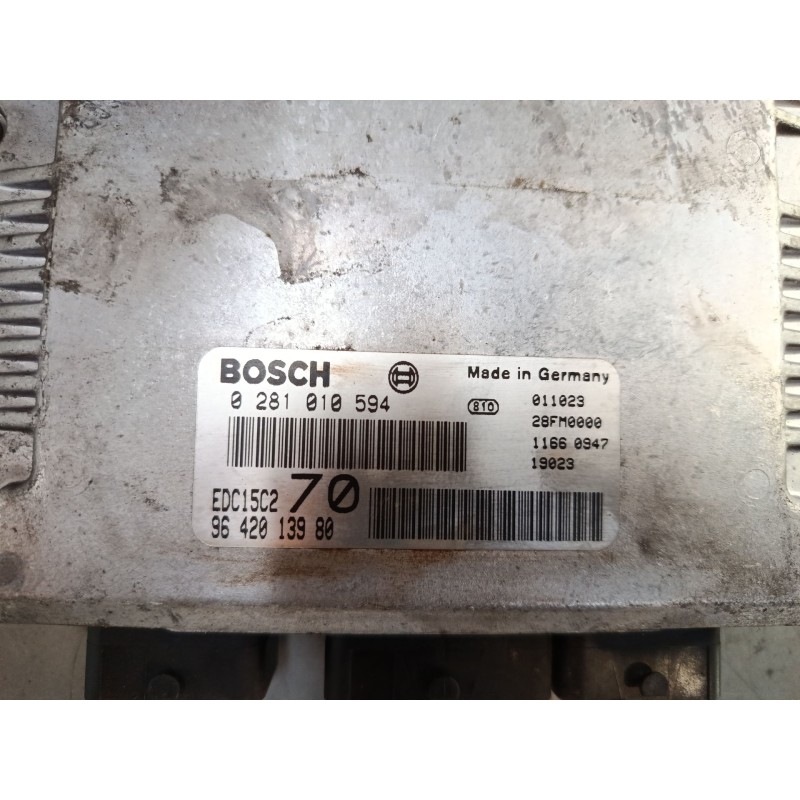 BOSCH
Made in Germany
0 281 010 594
810
011023
28FM0000
1166 0947
19023
EDC15C2
70
96 420 139 80